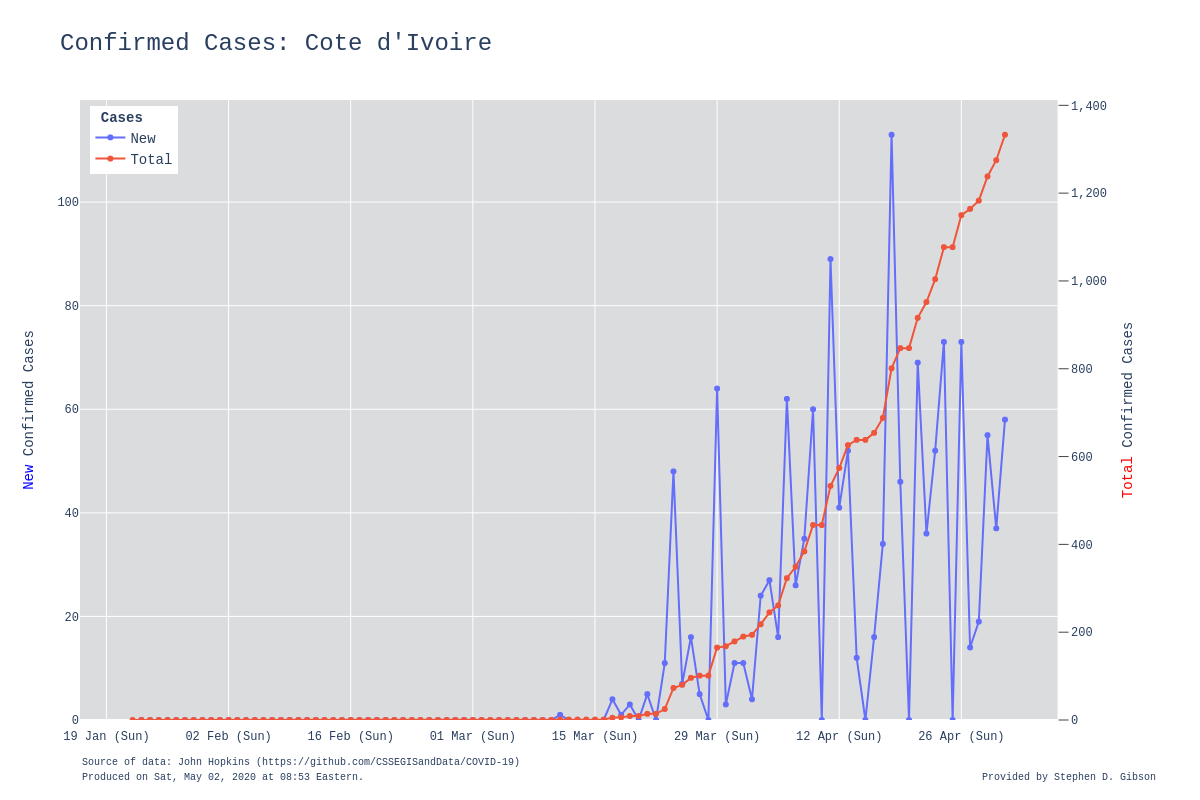 Confirmed Cases: Cote d'Ivoire
Cases
New
Total
1,400
1,200
1,000
800
600
400
200
0
100
80
60
40
20
0
New Confirmed Cases
Total Confirmed Cases
19 Jan (Sun)
02 Feb (Sun)
16 Feb (Sun)
01 Mar (Sun)
15 Mar (Sun)
29 Mar (Sun)
12 Apr (Sun)
26 Apr (Sun)
Source of data: John Hopkins (https://github.com/CSSEGISandData/COVID-19)
Produced on Sat, May 02, 2020 at 08:53 Eastern.
Provided by Stephen D. Gibson